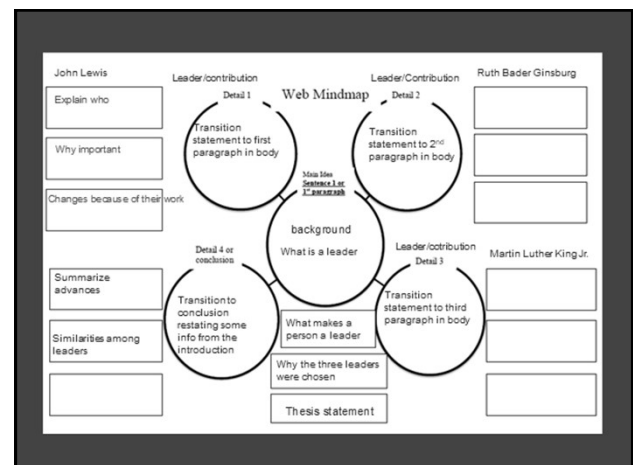 John Lewis
Explain who
Why important
Changes because of their work
Leader/contribution
Detail 1
Transition
statement to first
paragraph in body
Web Mindmap
Leader/Contribution
Detail 2
Transition
statement to 2nd
paragraph in body
Ruth Bader Ginsburg
Main Idea
Sentence 1 or
1st paragraph
background
What is a leader
What makes a
person a leader
Why the three leaders
were chosen
Thesis statement
Leader/cotribution
Detail 3
Transition
statement to third
paragraph in body
Martin Luther King Jr.
Detail 4 or
conclusion
Transition to
conclusion
restating some
info from the
introduction
Summarize
advances
Similarities among
leaders